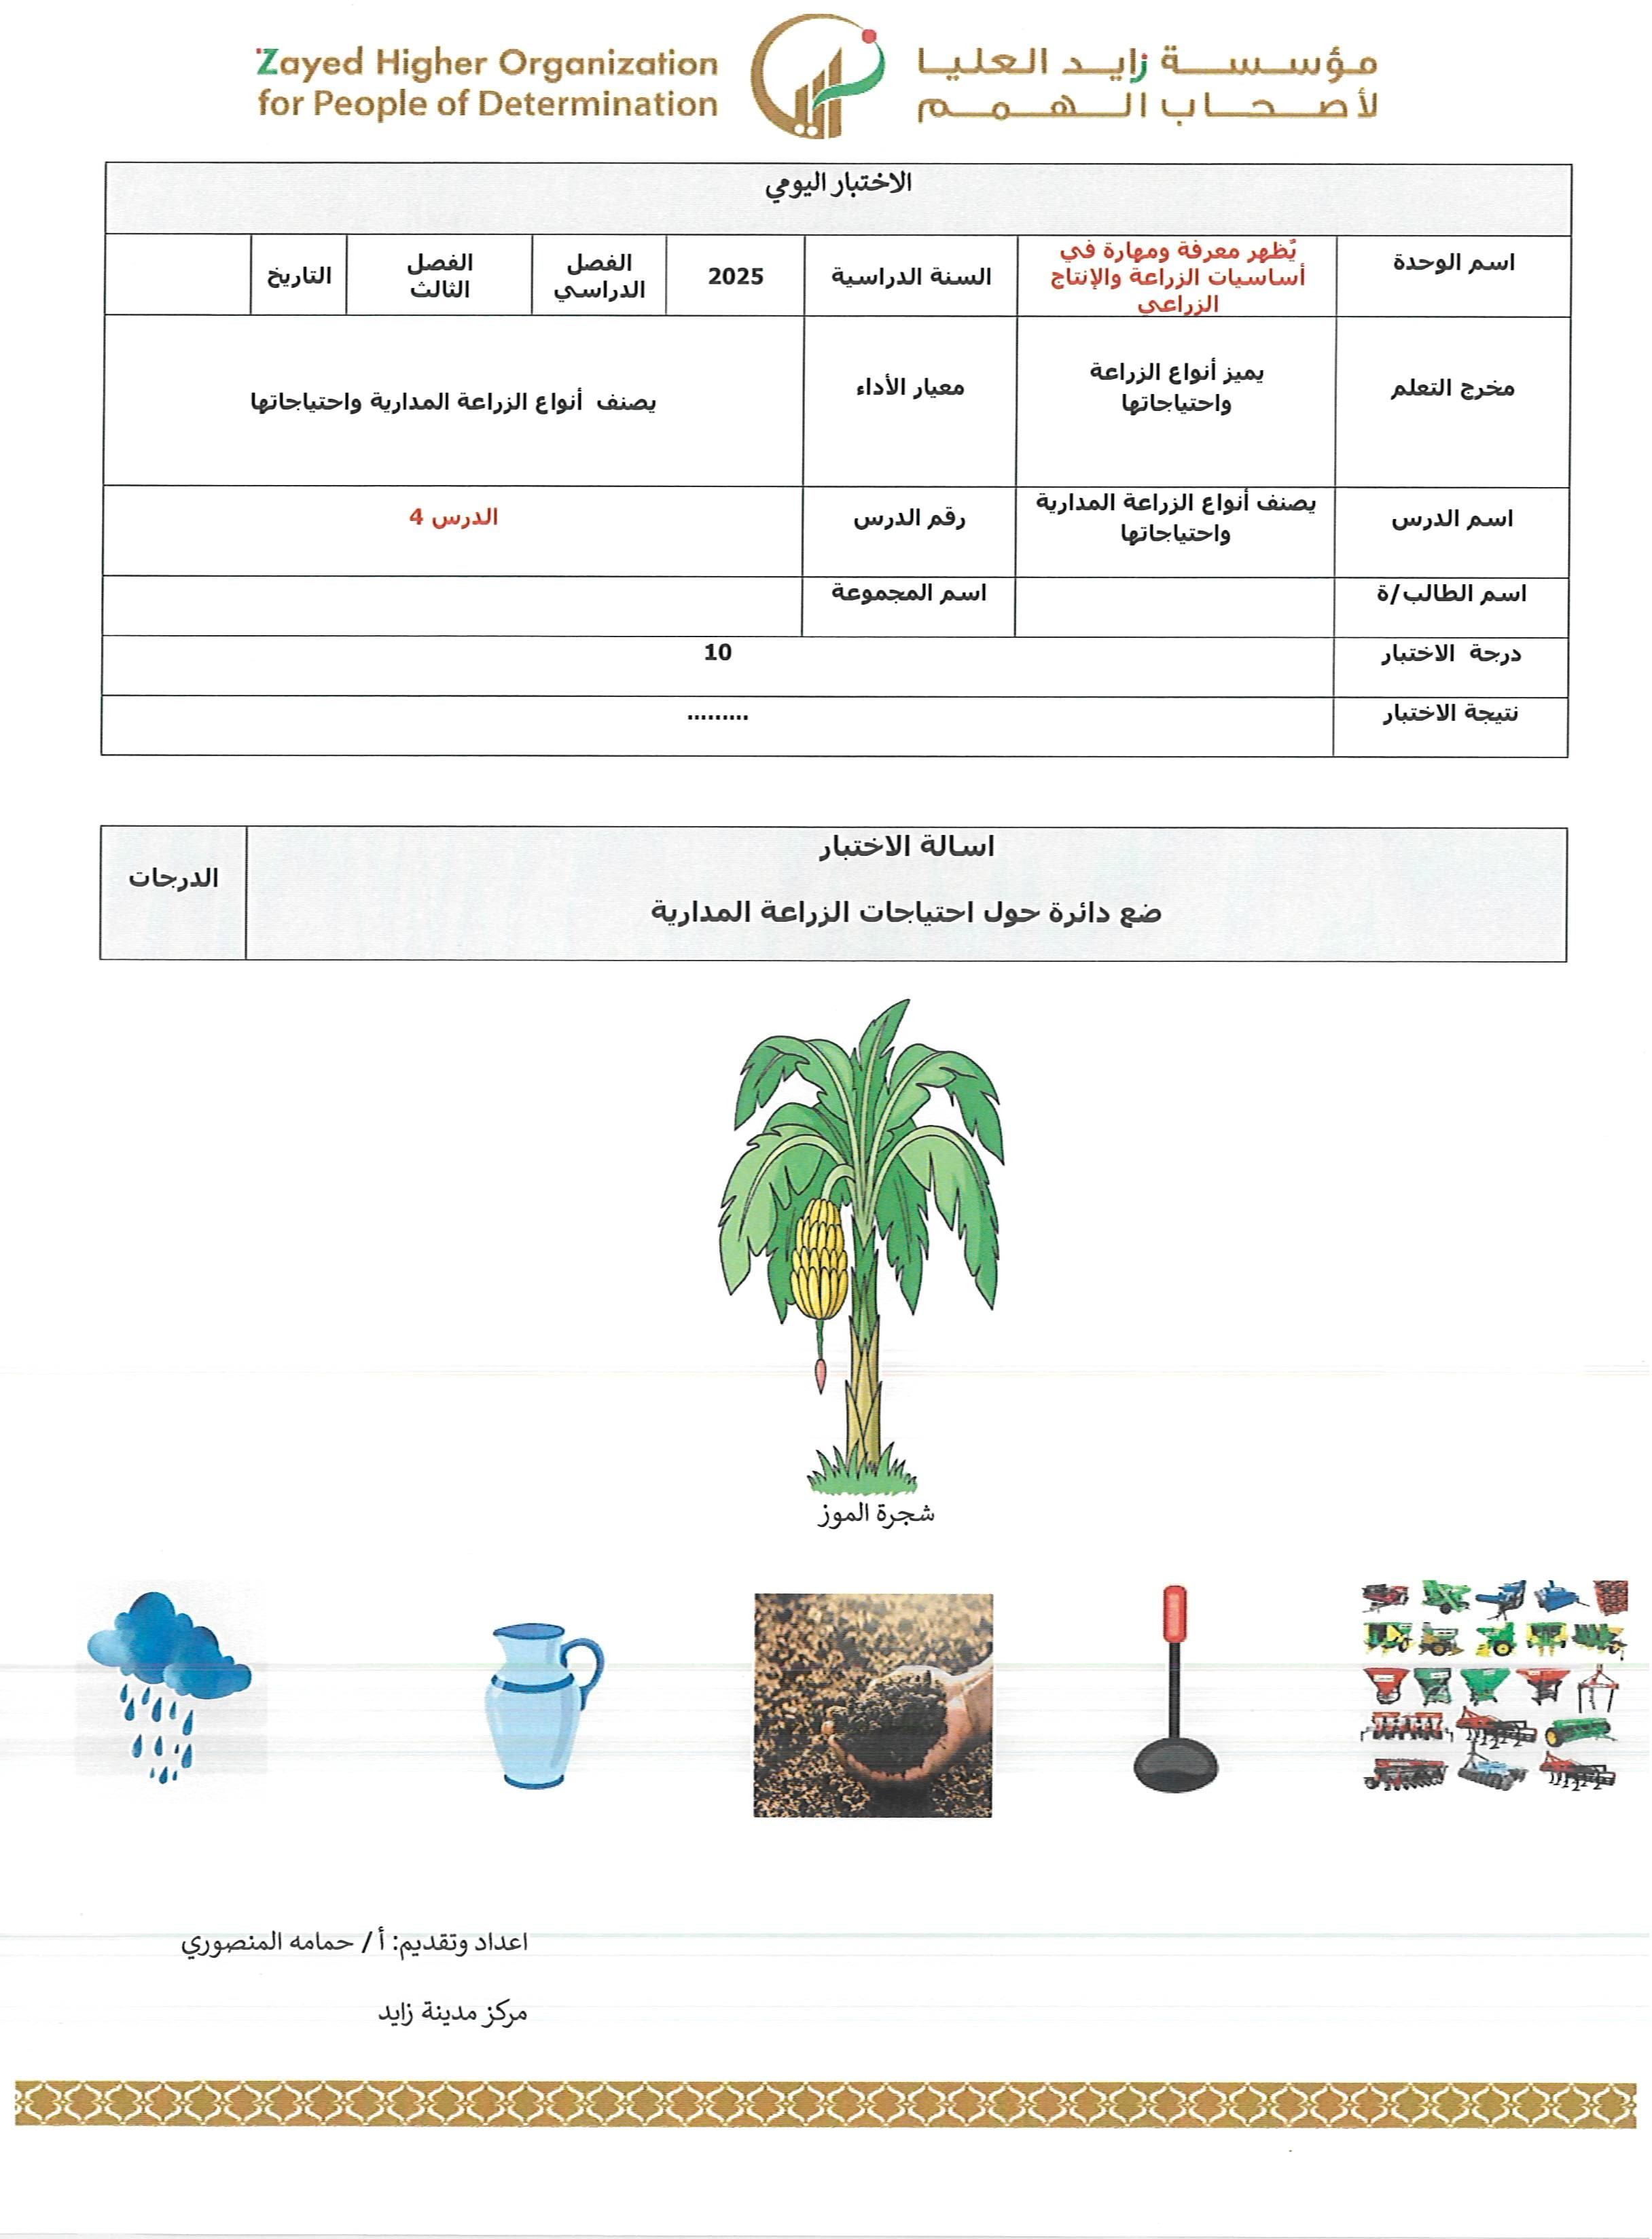 Zayed Higher Organization
for People of Determination
مؤسسة زايد العليا
لأصحاب الهمم
الاختبار اليومي
اسم الوحدة
يُظهر معرفة ومهارة في
أساسيات الزراعة والإنتاج
الزراعي
السنة الدراسية
2025
الفصل
الدراسي
الفصل
الثالث
التاريخ
مخرج التعلم
يميز أنواع الزراعة
واحتياجاتها
معيار الأداء
يصنف أنواع الزراعة المدارية واحتياجاتها
اسم الدرس
يصنف أنواع الزراعة المدارية
واحتياجاتها
رقم الدرس
الدرس 4
اسم الطالب/ة
اسم المجموعة
درجة الاختبار
10
نتيجة الاختبار
.........
اسالة الاختبار
ضع دائرة حول احتياجات الزراعة المدارية
الدرجات
شجرة الموز
اعداد وتقديم: أ/ حمامه المنصوري
مركز مدينة زايد